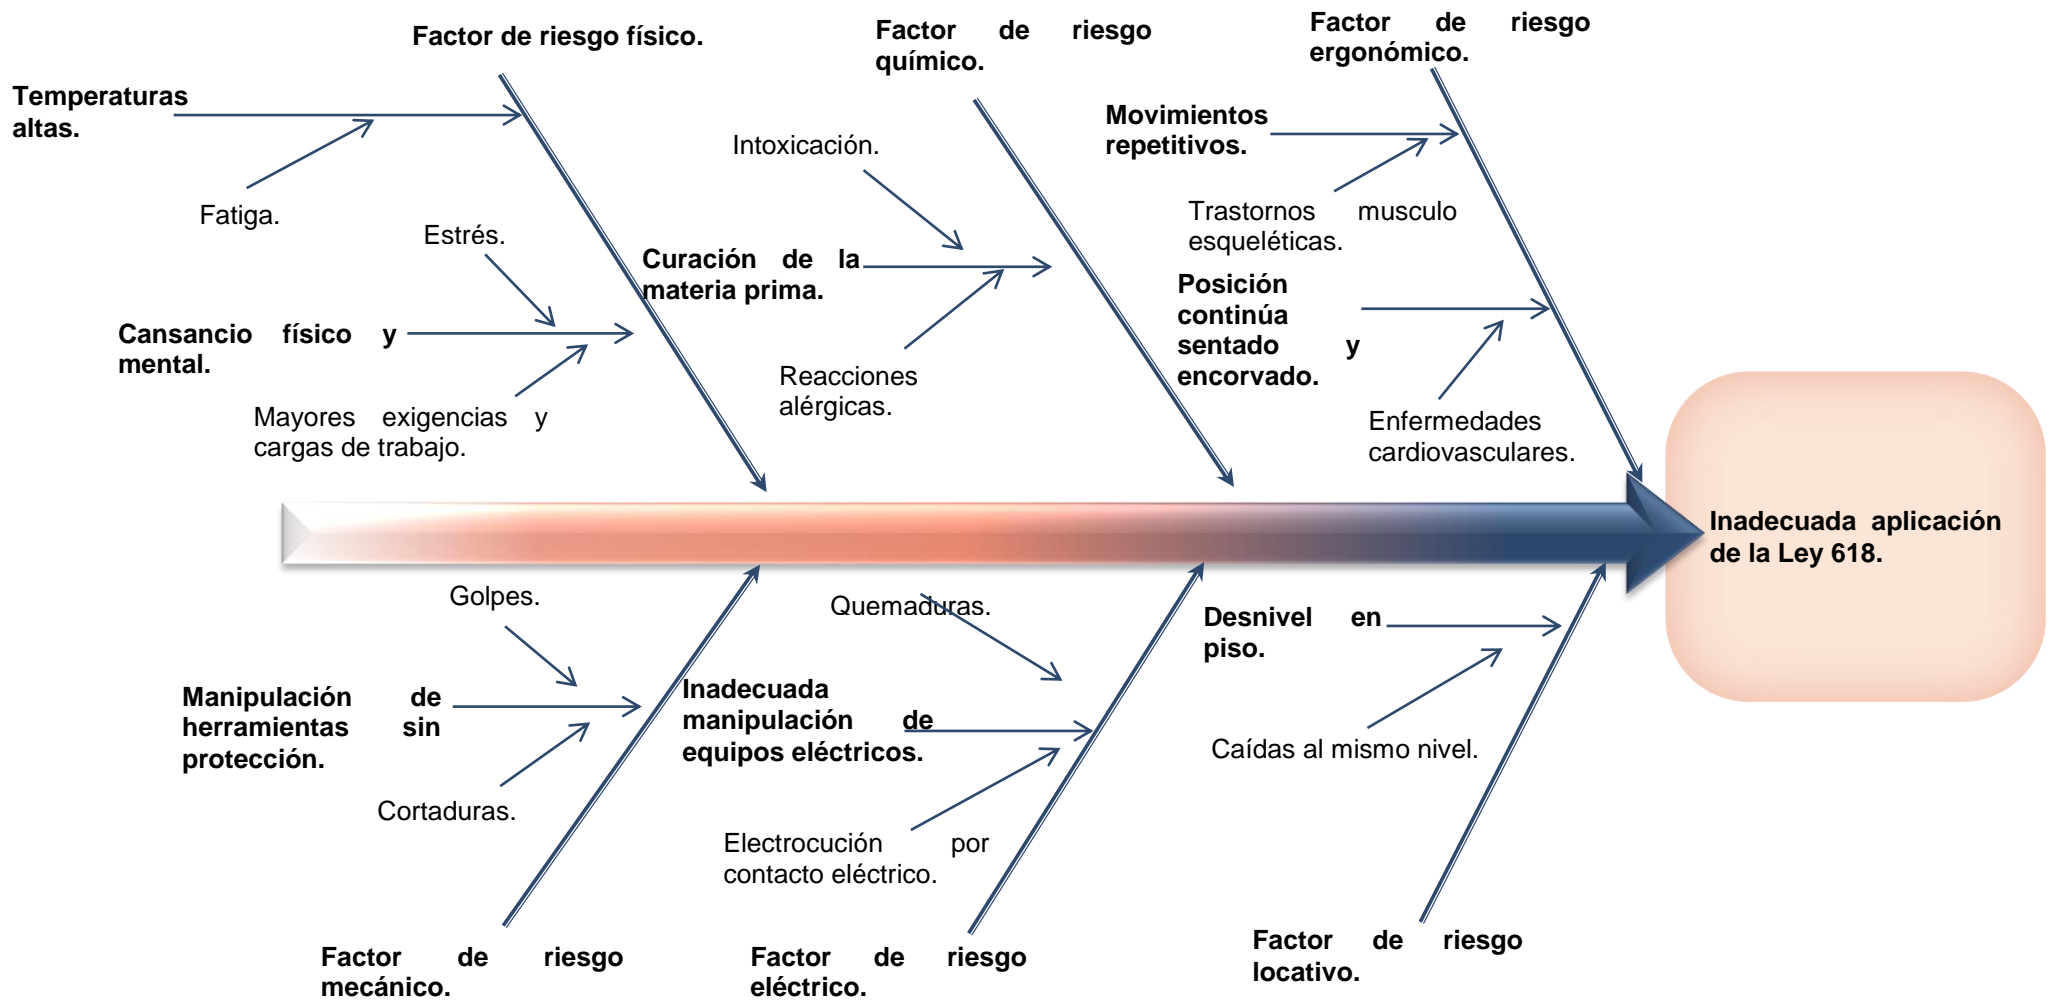 Factor de riesgo físico.
Factor de riesgo
químico.
Factor de riesgo
ergonómico.
Temperaturas
altas.
Fatiga.
Estrés.
Cansancio físico y
mental.
Mayores exigencias y
cargas de trabajo.
Intoxicación.
Curación de la
materia prima.
Reacciones
alérgicas.
Movimientos
repetitivos.
Trastornos musculo
esqueléticas.
Posición
continúa
sentado y
encorvado.
Enfermedades
cardiovasculares.
Inadecuada aplicación
de la Ley 618.
Golpes.
Manipulación de
herramientas sin
protección.
Cortaduras.
Quemaduras.
Inadecuada
manipulación de
equipos eléctricos.
Electrocución por
contacto eléctrico.
Desnivel en
piso.
Caídas al mismo nivel.
Factor de riesgo
mecánico.
Factor de riesgo
eléctrico.
Factor de riesgo
locativo.